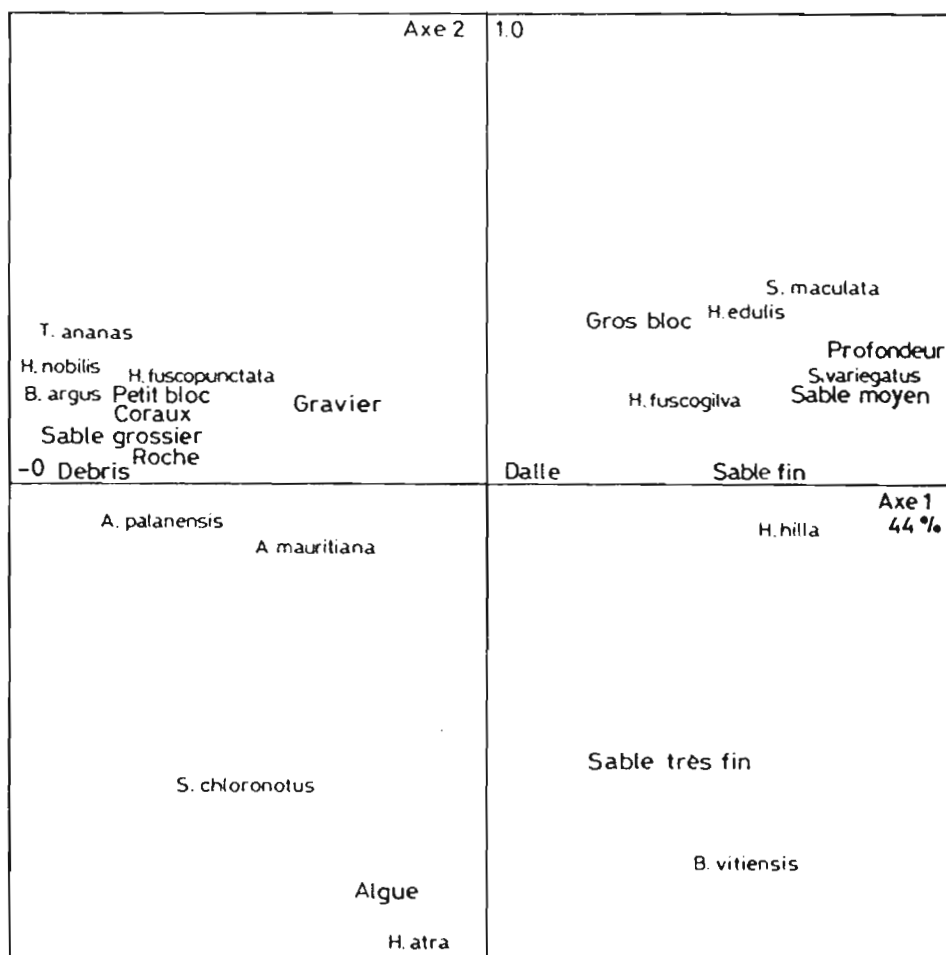 Axe 2 1.0
S. maculata
H. edulis
Gros bloc
T. ananas
Profondeur
H. nobilis
H. fuscopunctata
S. variegatus
B. argus Petit bloc
Gravier
H. fuscogilva
Sable moyen
Coraux
Sable grossier
Roche
-0 Debris
Dalle
Sable fin
Axe 1
44 %
A. palanensis
H. hilla
A mauritiana
Sable très fin
S. chloronotus
B. vitiensis
Algue
H. atra